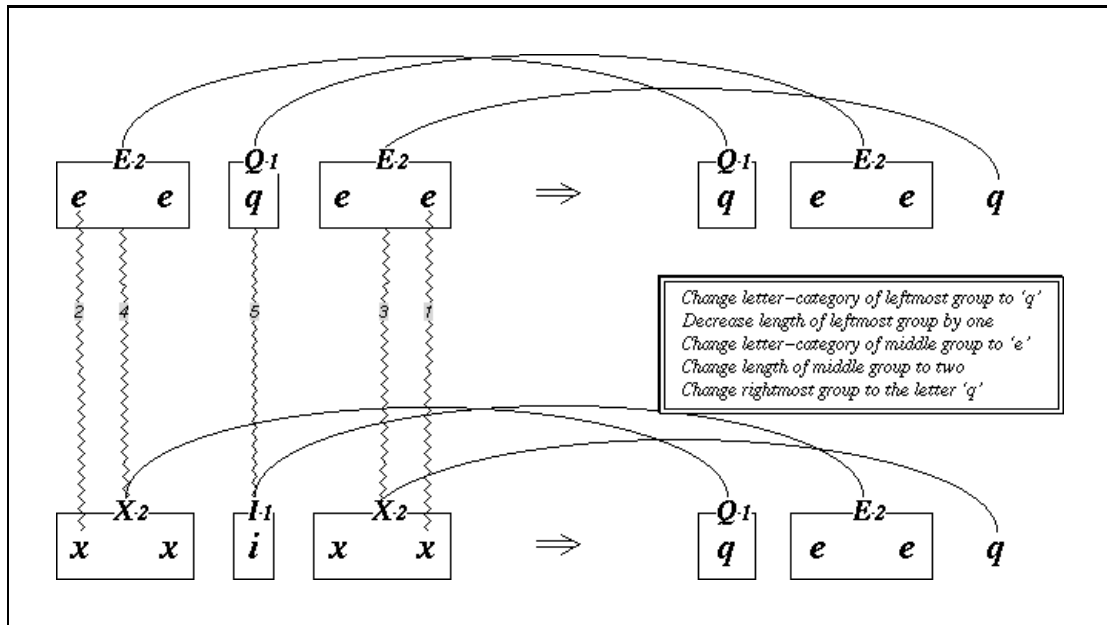 E-2 Q-1 E-2 Q-1 E-2
e e q e e ⇒ q e e q
2 4 5 3 1
Change letter-category of leftmost group to ‘q’
Decrease length of leftmost group by one
Change letter-category of middle group to ‘e’
Change length of middle group to two
Change rightmost group to the letter ‘q’
X-2 I-1 X-2 Q-1 E-2
x x i x x ⇒ q e e q